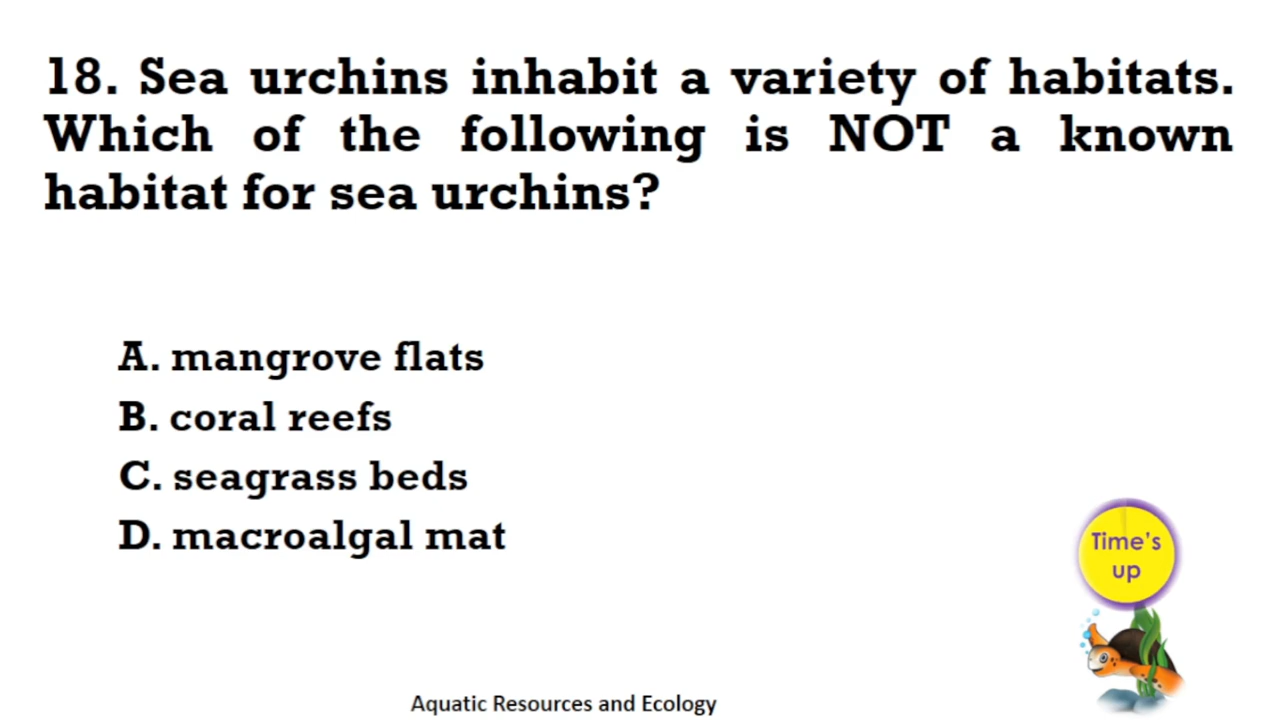 18. Sea urchins inhabit a variety of habitats.
Which of the following is NOT a known
habitat for sea urchins?
A. mangrove flats
B. coral reefs
C. seagrass beds
D. macroalgal mat
Time's
up
Aquatic Resources and Ecology